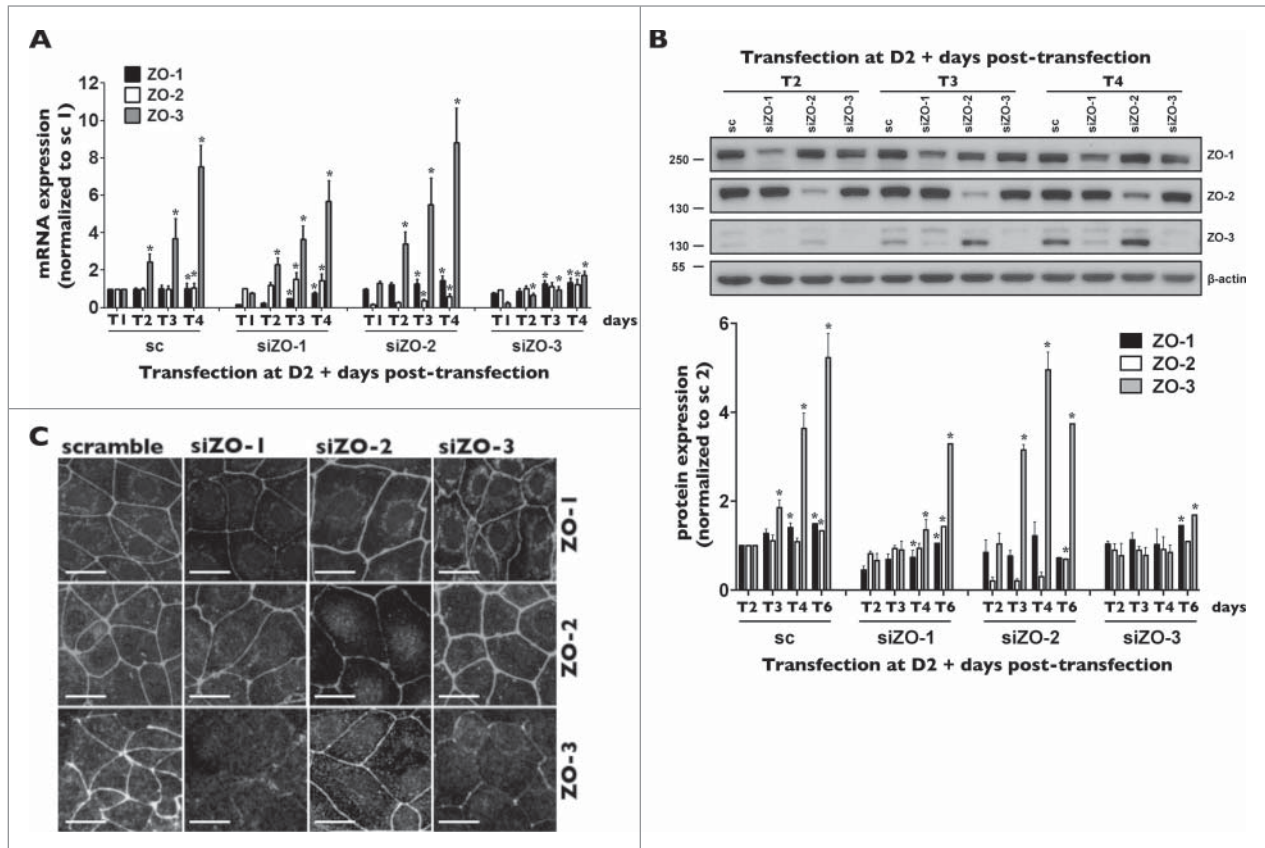 A
ZO-1
ZO-2
ZO-3
mRNA expression
(normalized to sc 1)
12
10
8
6
4
2
0
* * * * * * * * * * * * * * * * * * * * * * * *
T1 T2 T3 T4 T1 T2 T3 T4 T1 T2 T3 T4 T1 T2 T3 T4 days
sc siZO-1 siZO-2 siZO-3
Transfection at D2 + days post-transfection
B
Transfection at D2 + days post-transfection
T2 T3 T4
sc siZO-1 siZO-2 siZO-3 sc siZO-1 siZO-2 siZO-3 sc siZO-1 siZO-2 siZO-3
250 ZO-1
130 ZO-2
130 ZO-3
55 β-actin
ZO-1
ZO-2
ZO-3
protein expression
(normalized to sc 2)
6
4
2
0
* * * * * * * * * * * * * * * *
T2 T3 T4 T6 T2 T3 T4 T6 T2 T3 T4 T6 T2 T3 T4 T6 days
sc siZO-1 siZO-2 siZO-3
Transfection at D2 + days post-transfection
C
scramble siZO-1 siZO-2 siZO-3
ZO-1
ZO-2
ZO-3